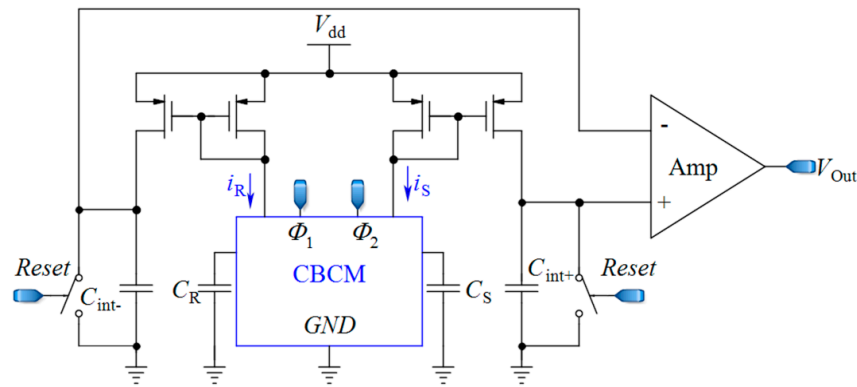 Vdd
-
Amp
VOut
+
iR
iS
Φ1
Φ2
Reset
Cint-
CR
CBCM
CS
Cint+
Reset
GND